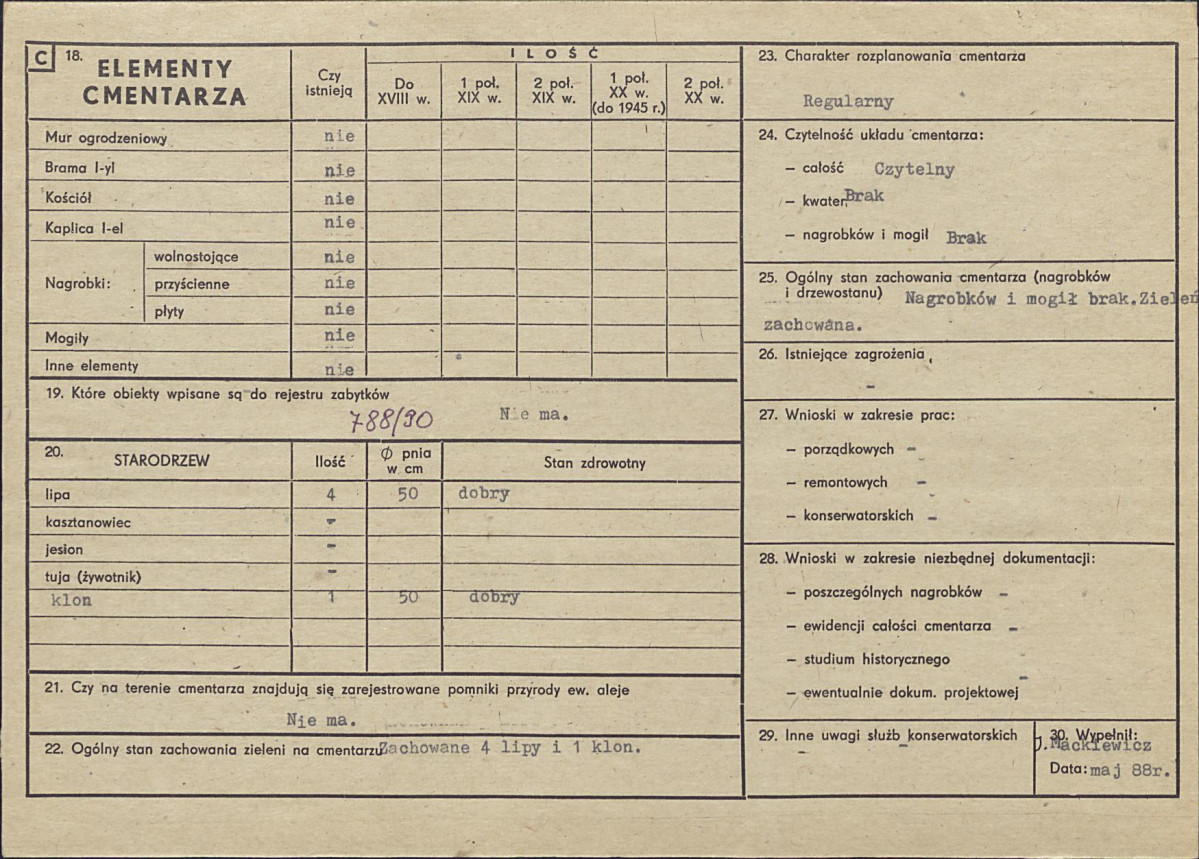 C 18. ELEMENTY CMENTARZA
Czy istnieją
ILOŚĆ
Do XVIII w.
1 poł. XIX w.
2 poł. XIX w.
1 poł. XX w. (do 1945 r.)
2 poł. XX w.
Mur ogrodzeniowy nie
Brama I-yl nie
Kościół nie
Kaplica I-el nie
Nagrobki: wolnostojące nie
przyścienne nie
płyty nie
Mogiły nie
Inne elementy nie
19. Które obiekty wpisane są do rejestru zabytków
788/90 Nie ma.
20. STARODRZEW Ilość Ø pnia w cm Stan zdrowotny
lipa 4 50 dobry
kasztanowiec -
jesion -
tuja (żywotnik) -
klon 1 50 dobry
21. Czy na terenie cmentarza znajdują się zarejestrowane pomniki przyrody ew. aleje
Nie ma.
22. Ogólny stan zachowania zieleni na cmentarzu Zachowane 4 lipy i 1 klon.
23. Charakter rozplanowania cmentarza
Regularny
24. Czytelność układu cmentarza:
– całość Czytelny
– kwater Brak
– nagrobków i mogił Brak
25. Ogólny stan zachowania cmentarza (nagrobków
i drzewostanu) Nagrobków i mogił brak.Zieleń
zachowana.
26. Istniejące zagrożenia
-
27. Wnioski w zakresie prac:
– porządkowych -
– remontowych -
– konserwatorskich -
28. Wnioski w zakresie niezbędnej dokumentacji:
– poszczególnych nagrobków -
– ewidencji całości cmentarza -
– studium historycznego
– ewentualnie dokum. projektowej -
29. Inne uwagi służb konserwatorskich
-
30. Wypełnił:
J.Mackiewicz
Data: maj 88r.